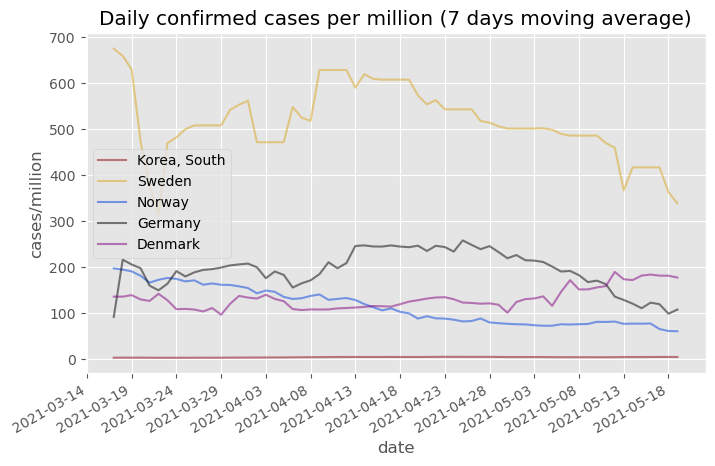 Daily confirmed cases per million (7 days moving average)
700
600
500
400
300
200
100
0
cases/million
Korea, South
Sweden
Norway
Germany
Denmark
2021-03-14
2021-03-19
2021-03-24
2021-03-29
2021-04-03
2021-04-08
2021-04-13
2021-04-18
2021-04-23
2021-04-28
2021-05-03
2021-05-08
2021-05-13
2021-05-18
date